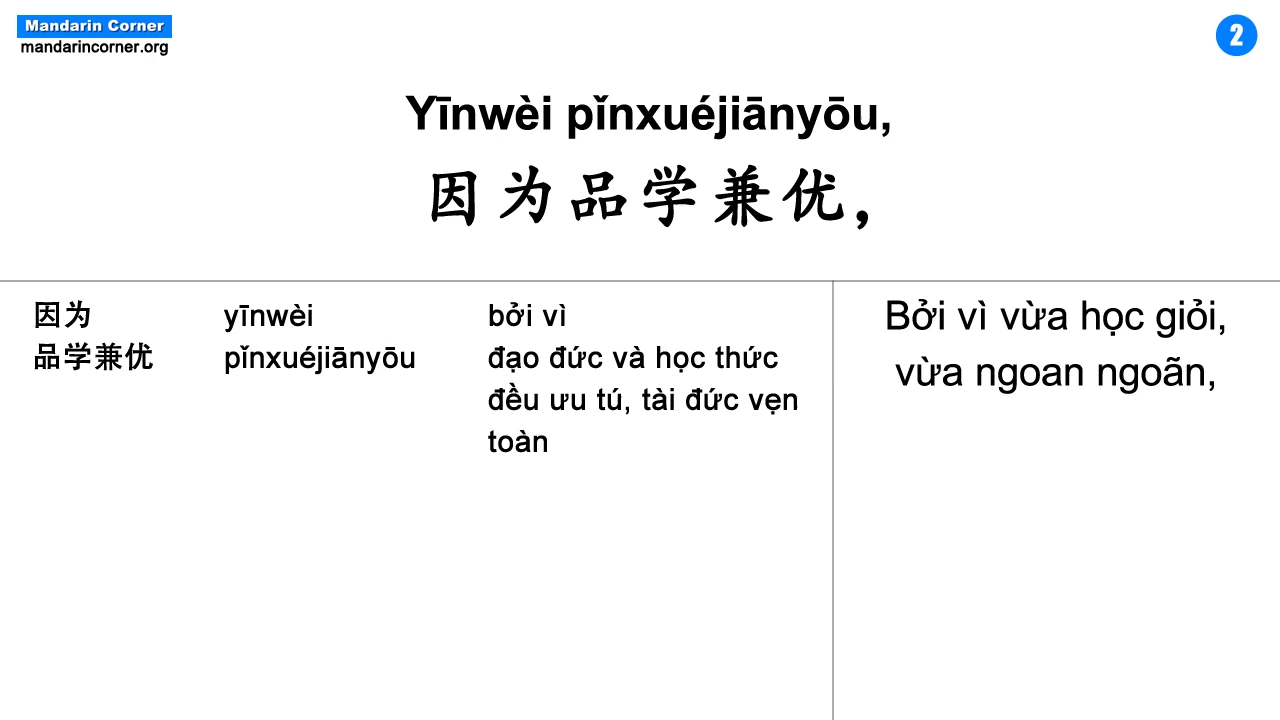 Mandarin Corner
mandarincorner.org
2
Yīnwèi pǐnxuéjiānyōu,
因为品学兼优,
因为 yīnwèi bởi vì
品学兼优 pǐnxuéjiānyōu đạo đức và học thức
đều ưu tú, tài đức vẹn
toàn
Bởi vì vừa học giỏi,
vừa ngoan ngoãn,